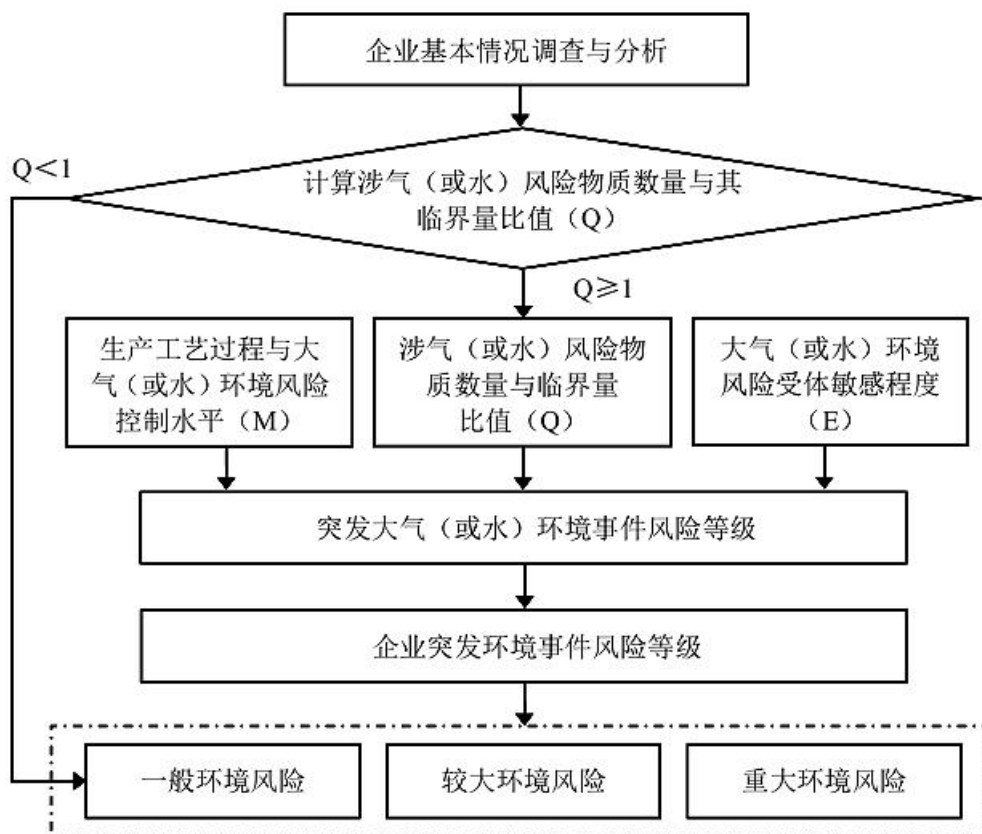 企业基本情况调查与分析
Q＜1
计算涉气（或水）风险物质数量与其
临界量比值（Q）
Q≥1
生产工艺过程与大
气（或水）环境风险
控制水平（M）
涉气（或水）风险物
质数量与临界量
比值（Q）
大气（或水）环境
风险受体敏感程度
（E）
突发大气（或水）环境事件风险等级
企业突发环境事件风险等级
一般环境风险
较大环境风险
重大环境风险